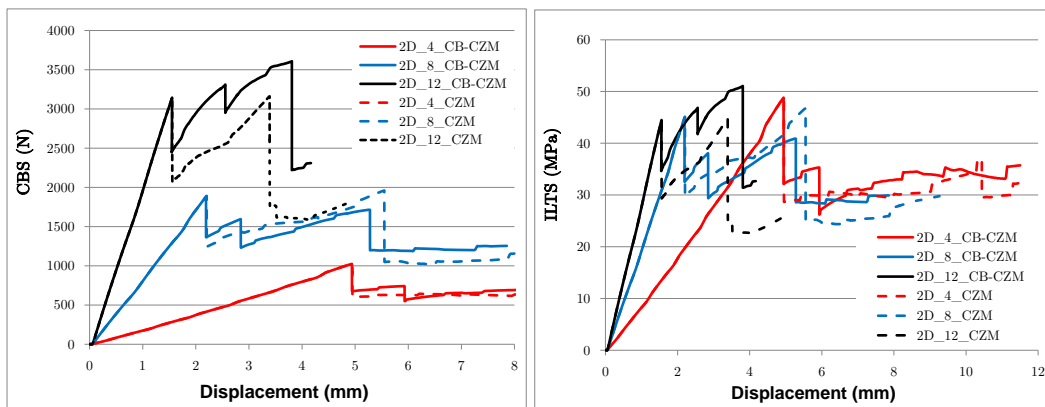 4000
3500
3000
2500
2000
1500
1000
500
0
CBS (N)
2D_4_CB-CZM
2D_8_CB-CZM
2D_12_CB-CZM
2D_4_CZM
2D_8_CZM
2D_12_CZM
0 1 2 3 4 5 6 7 8
Displacement (mm)
60
50
40
30
20
10
0
ILTS (MPa)
2D_4_CB-CZM
2D_8_CB-CZM
2D_12_CB-CZM
2D_4_CZM
2D_8_CZM
2D_12_CZM
0 2 4 6 8 10 12
Displacement (mm)